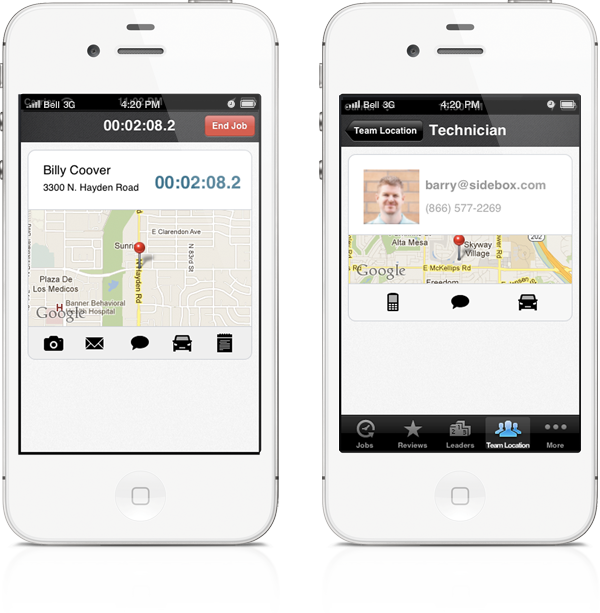 Bell 3G 4:20 PM
00:02:08.2
End Job
Billy Coover
3300 N. Hayden Road
00:02:08.2
E Clarendon Ave
Sunri
N 83rd St
N Hayden Rd
Plaza De
Los Medicos
H
Banner Behavioral
Health Hospital
Google
Bell 3G 4:20 PM
Team Location
Technician
barry@sidebox.com
(866) 577-2269
202
Alta Mesa
Skyway
Village
Google
E McKellips Rd
Freedom
Jobs
Reviews
Leaders
Team Location
More